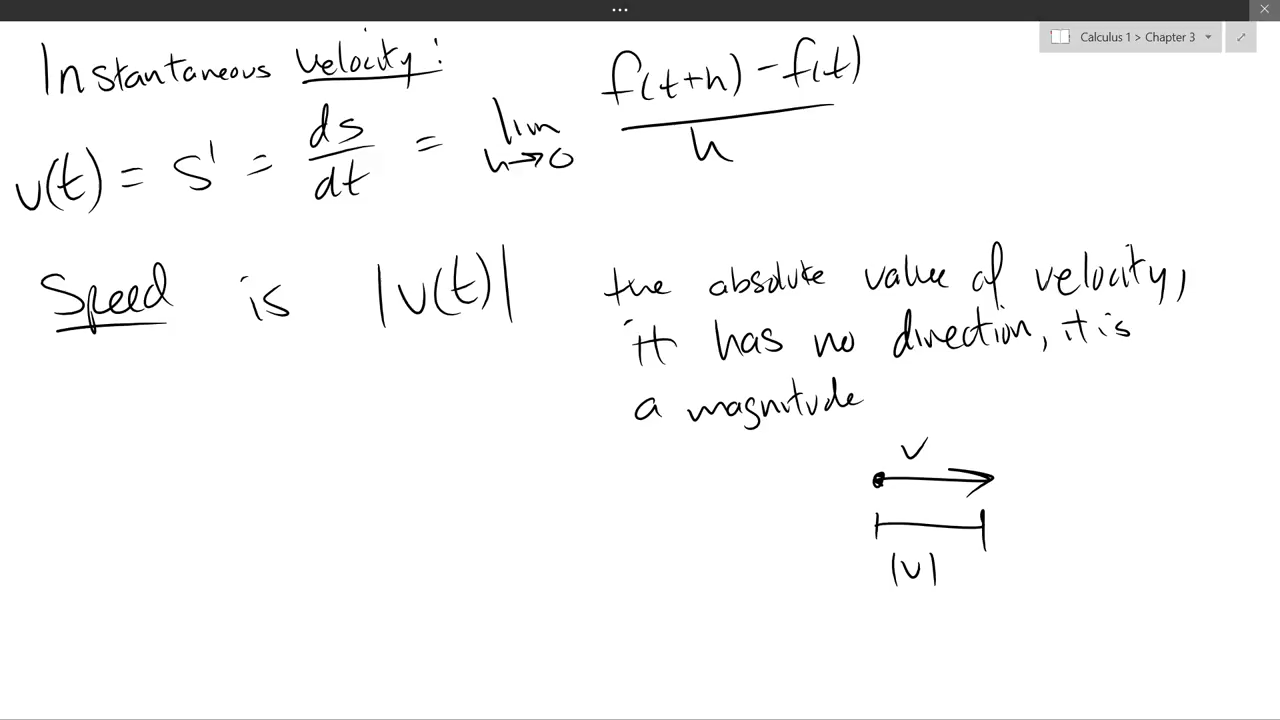 Calculus 1 > Chapter 3
Instantaneous velocity:
v(t) = s' = ds/dt = lim h→0 f(t+h) - f(t) / h
Speed is |v(t)| the absolute value of velocity,
it has no direction, it is
a magnitude
v
|v|